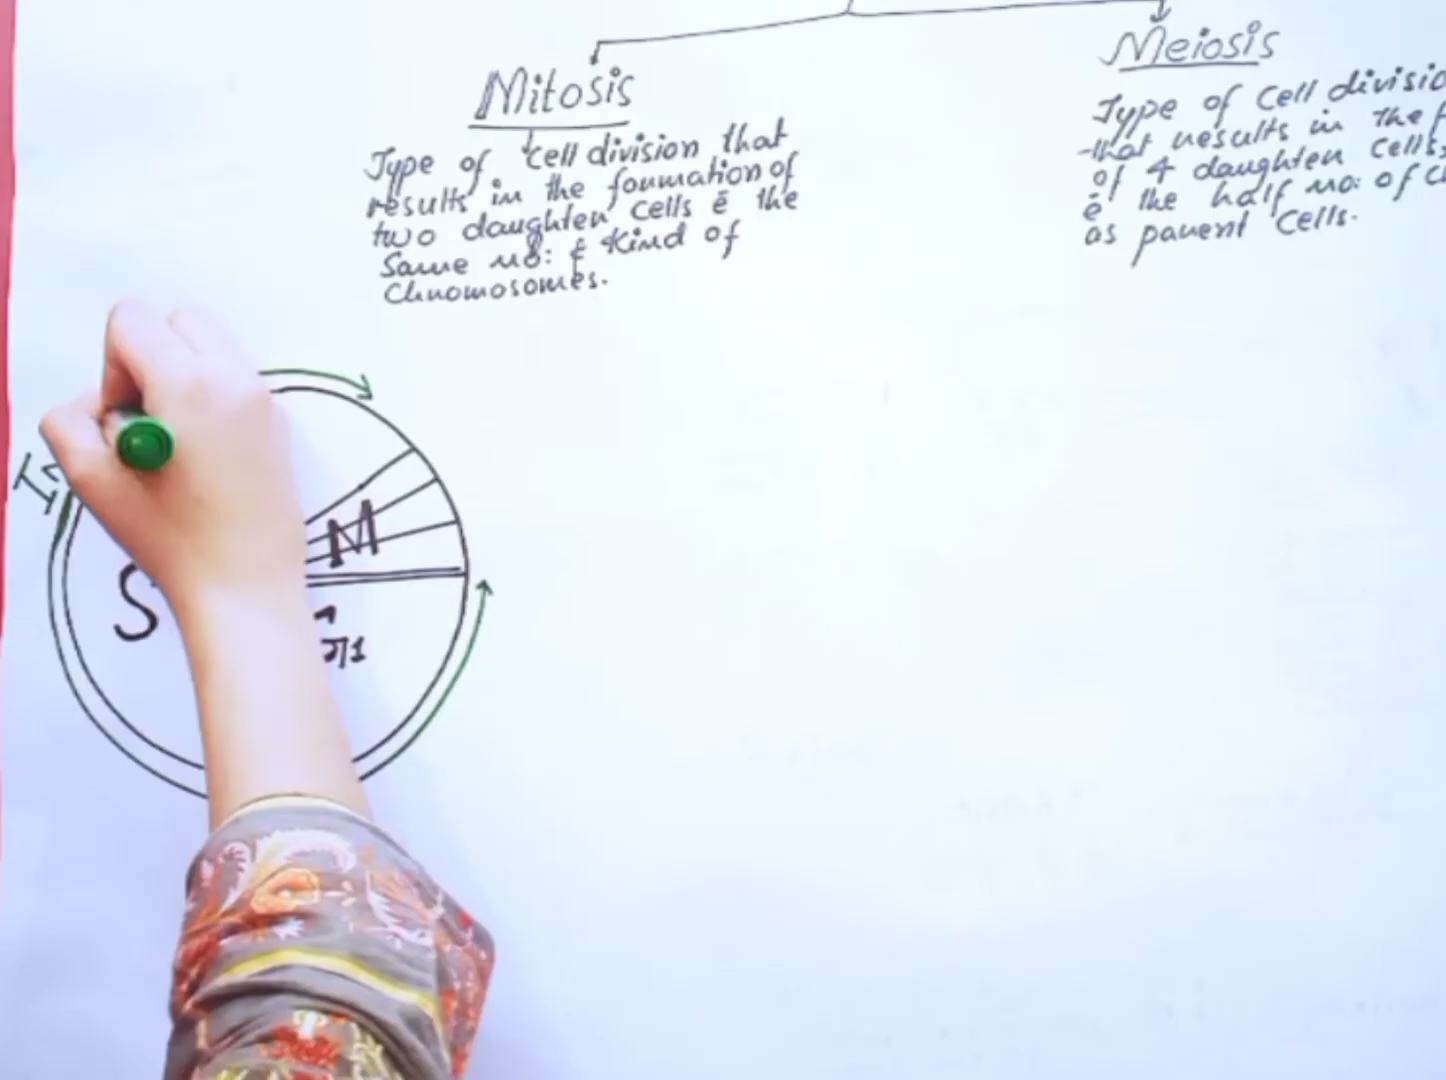 Mitosis
Type of cell division that
results in the formation of
two daughter cells ē the
Same no: & Kind of
Chromosomes.
Meiosis
Type of Cell divisio
that results in the f
of 4 daughter Cells
ē the half no: of C
as parent Cells.
M
S